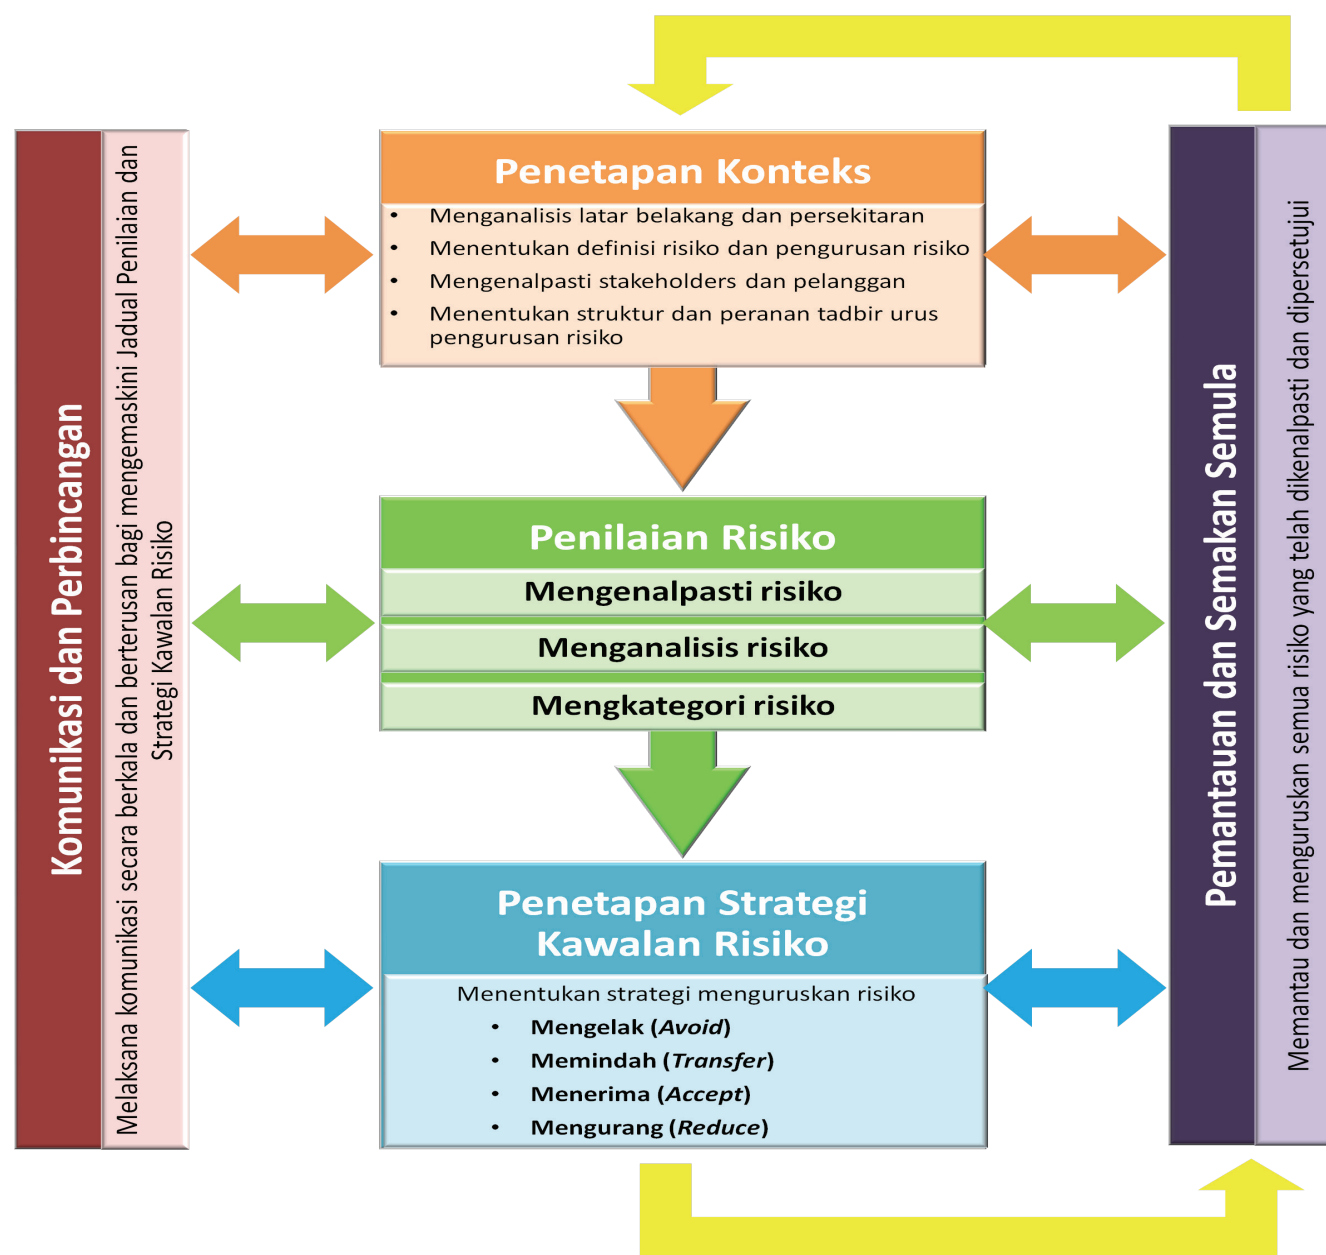 Komunikasi dan Perbincangan
Melaksana komunikasi secara berkala dan berterusan bagi mengemaskini Jadual Penilaian dan
Strategi Kawalan Risiko
Penetapan Konteks
• Menganalisis latar belakang dan persekitaran
• Menentukan definisi risiko dan pengurusan risiko
• Mengenalpasti stakeholders dan pelanggan
• Menentukan struktur dan peranan tadbir urus
pengurusan risiko
Penilaian Risiko
Mengenalpasti risiko
Menganalisis risiko
Mengkategori risiko
Penetapan Strategi
Kawalan Risiko
Menentukan strategi menguruskan risiko
• Mengelak (Avoid)
• Memindah (Transfer)
• Menerima (Accept)
• Mengurang (Reduce)
Pemantauan dan Semakan Semula
Memantau dan menguruskan semua risiko yang telah dikenalpasti dan dipersetujui